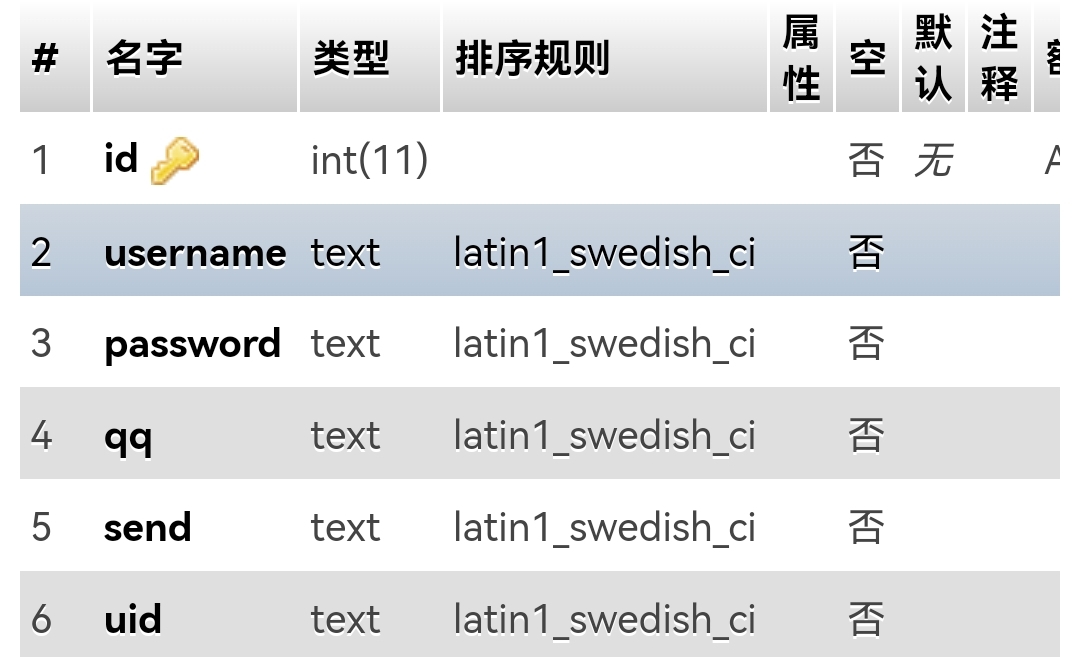 # 名字 类型 排序规则 属性 空 默认 注释
1 id int(11) 否 无
2 username text latin1_swedish_ci 否
3 password text latin1_swedish_ci 否
4 qq text latin1_swedish_ci 否
5 send text latin1_swedish_ci 否
6 uid text latin1_swedish_ci 否